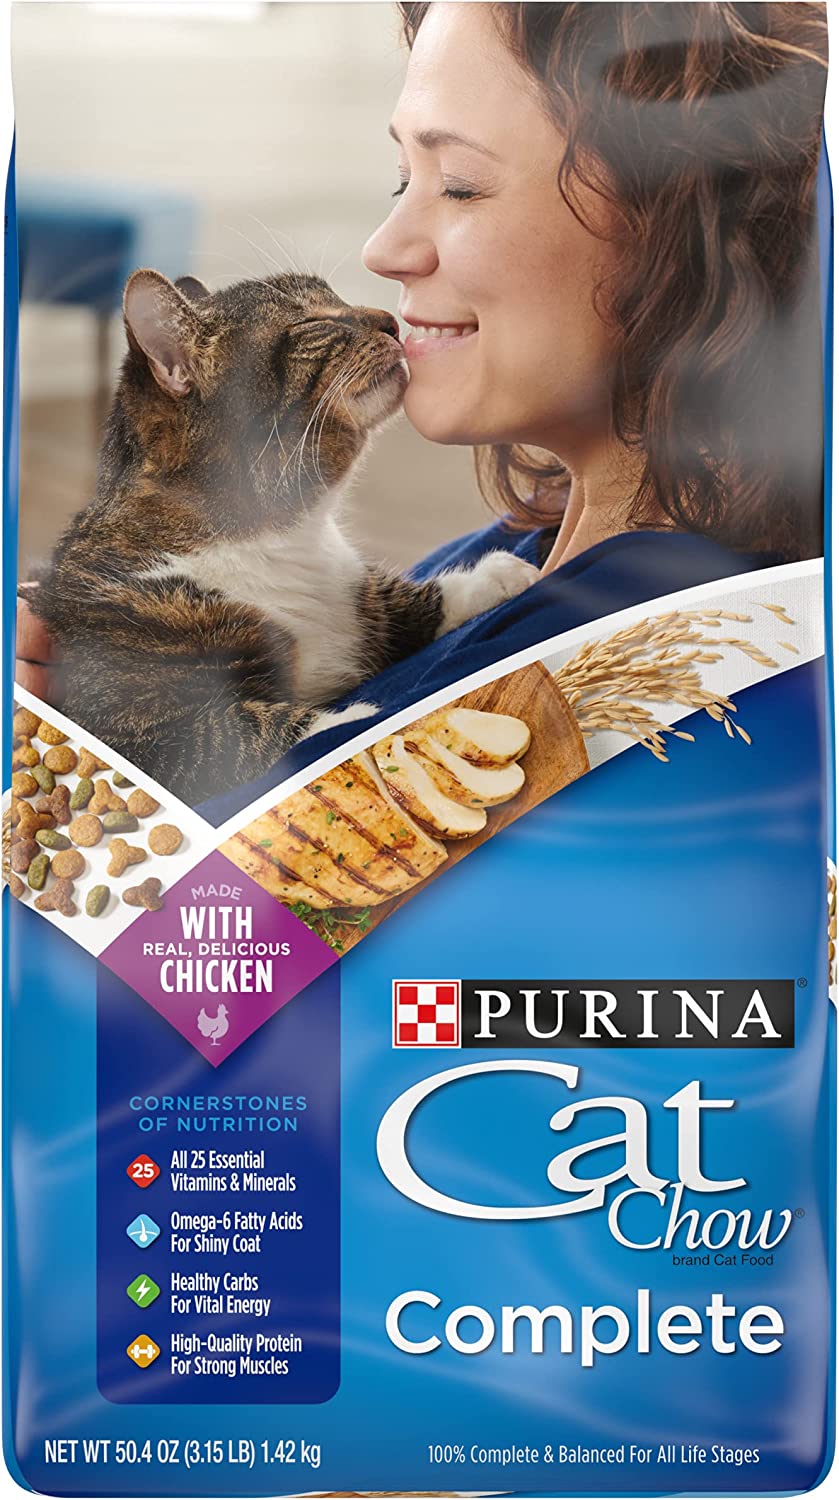 MADE
WITH
REAL, DELICIOUS
CHICKEN
PURINA®
Cat
Chow®
brand Cat Food
Complete
CORNERSTONES
OF NUTRITION
25
All 25 Essential
Vitamins & Minerals
Omega-6 Fatty Acids
For Shiny Coat
Healthy Carbs
For Vital Energy
High-Quality Protein
For Strong Muscles
NET WT 50.4 OZ (3.15 LB) 1.42 kg
100% Complete & Balanced For All Life Stages